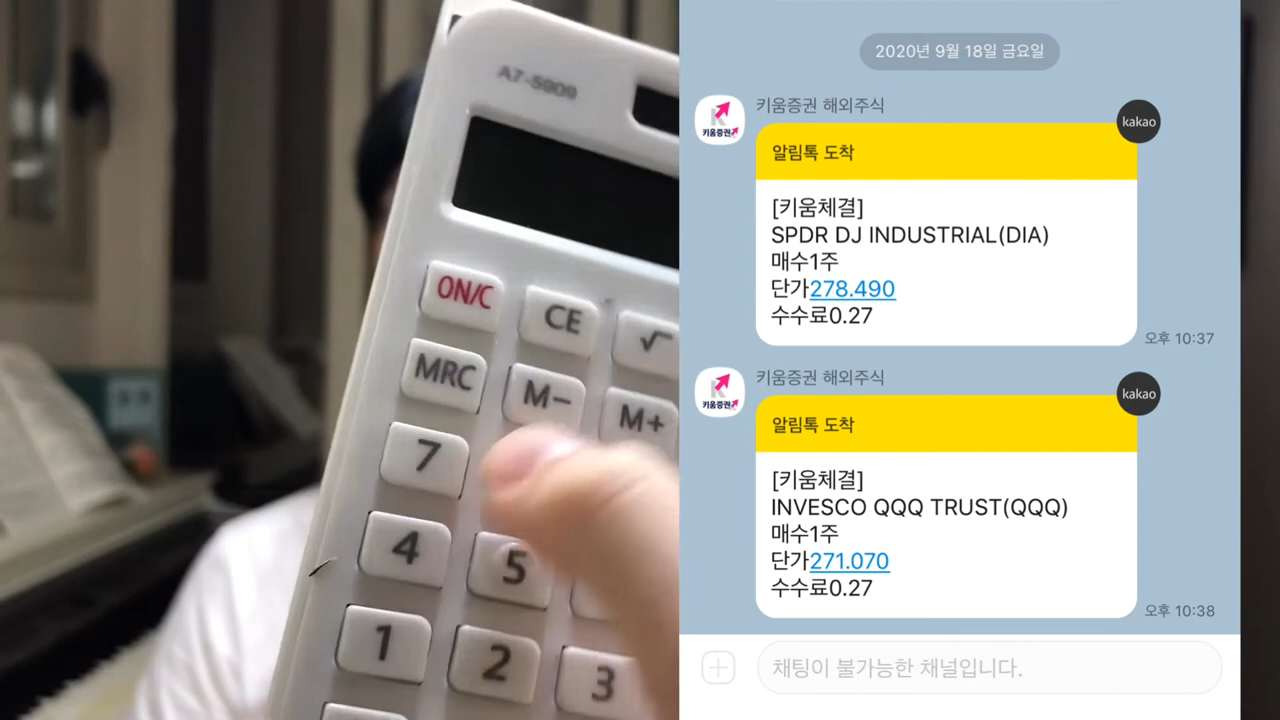 A7-5909
ON/C
CE
√
MRC
M−
M+
7
4
5
1
2
3
2020년 9월 18일 금요일
키움증권 해외주식
키움증권
kakao
알림톡 도착
[키움체결]
SPDR DJ INDUSTRIAL(DIA)
매수1주
단가278.490
수수료0.27
오후 10:37
키움증권 해외주식
키움증권
kakao
알림톡 도착
[키움체결]
INVESCO QQQ TRUST(QQQ)
매수1주
단가271.070
수수료0.27
오후 10:38
채팅이 불가능한 채널입니다.